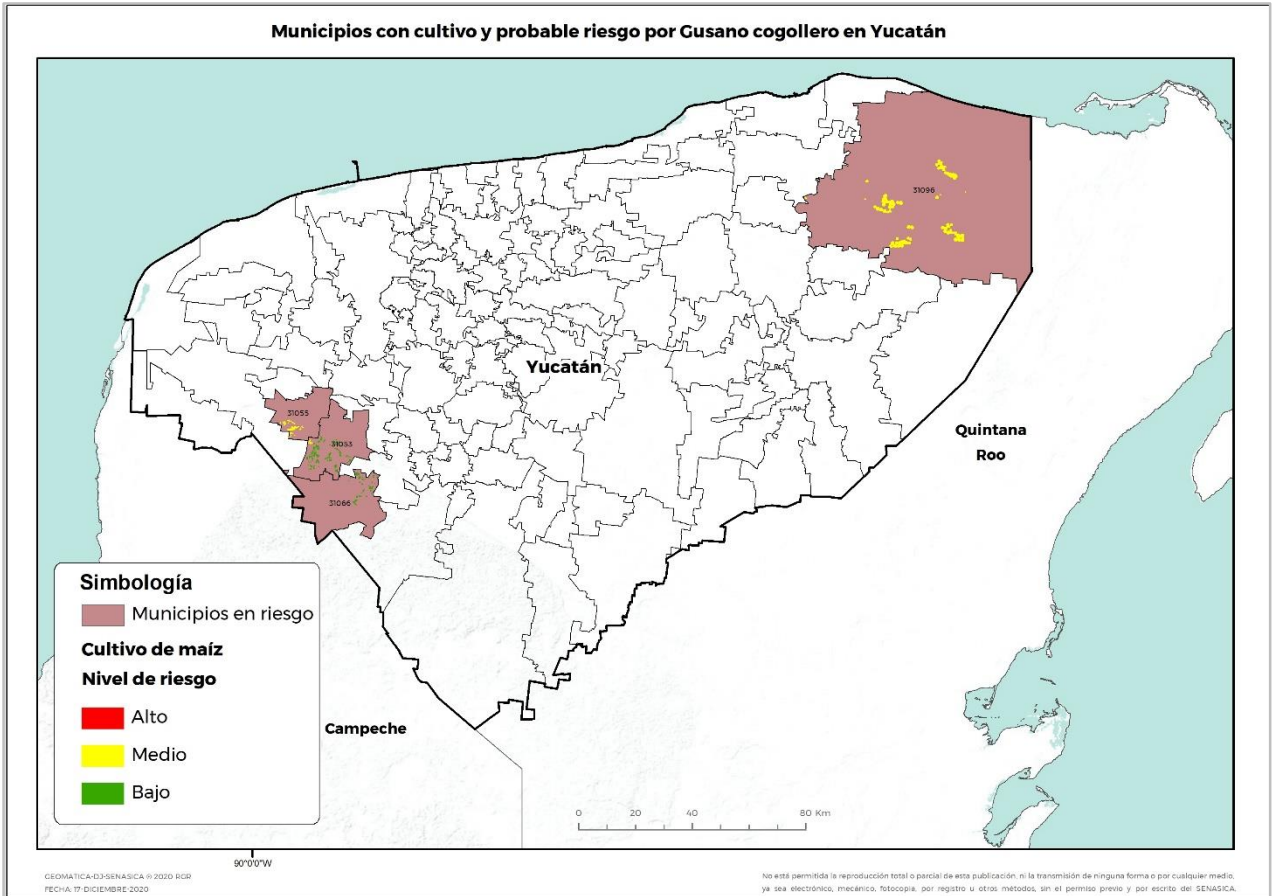 Municipios con cultivo y probable riesgo por Gusano cogollero en Yucatán
31096
Yucatán
31055
31033
31066
Quintana
Roo
Simbología
Municipios en riesgo
Cultivo de maíz
Nivel de riesgo
Alto
Medio
Bajo
Campeche
0 20 40 80 Km
90°0'0"W
GEOMATICA-DJ-SENASICA © 2020 RGR
FECHA: 17-DICIEMBRE-2020
No está permitida la reproducción total o parcial de esta publicación, ni la transmisión de ninguna forma o por cualquier medio,
ya sea electrónico, mecánico, fotocopia, por registro u otros métodos, sin el permiso previo y por escrito del SENASICA.